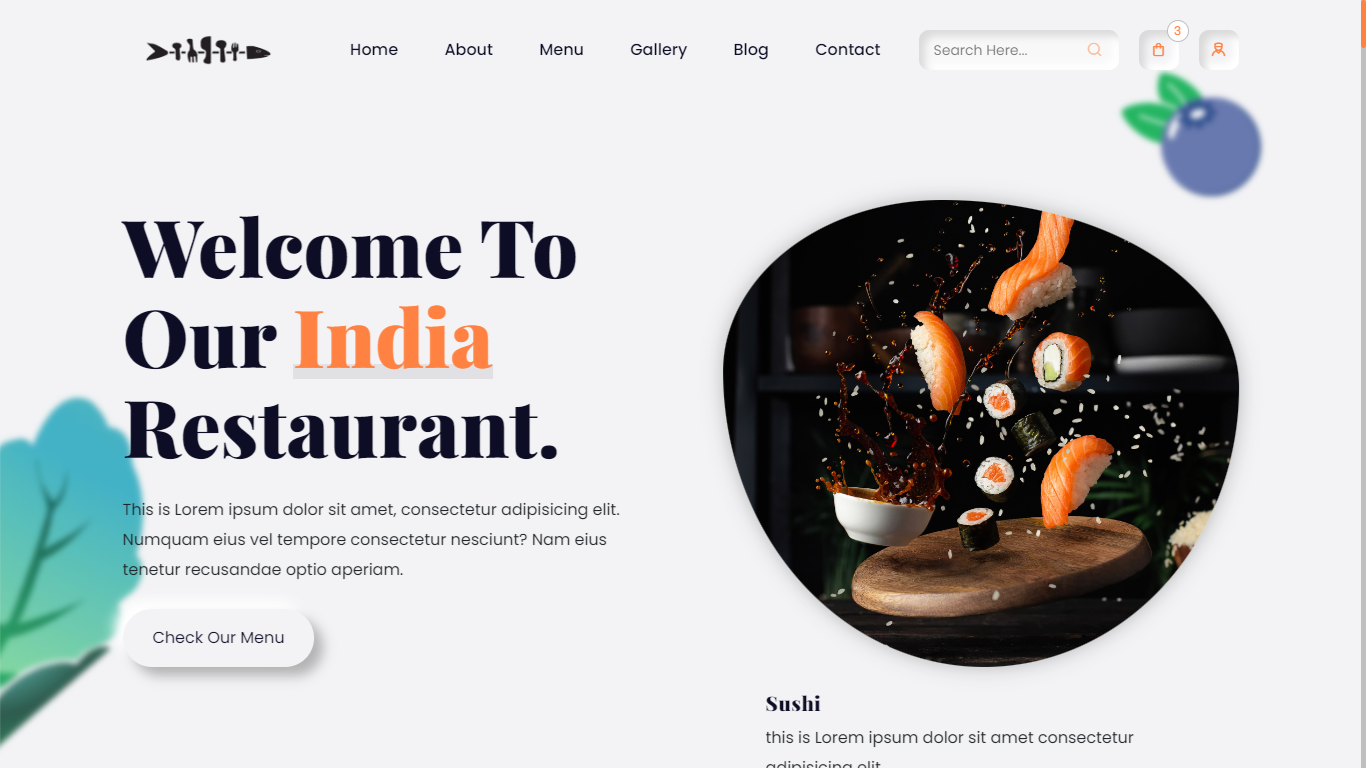 Home About Menu Gallery Blog Contact Search Here... 3
Welcome To
Our India
Restaurant.
This is Lorem ipsum dolor sit amet, consectetur adipisicing elit.
Numquam eius vel tempore consectetur nesciunt? Nam eius
tenetur recusandae optio aperiam.
Check Our Menu
Sushi
this is Lorem ipsum dolor sit amet consectetur
adipisicing elit